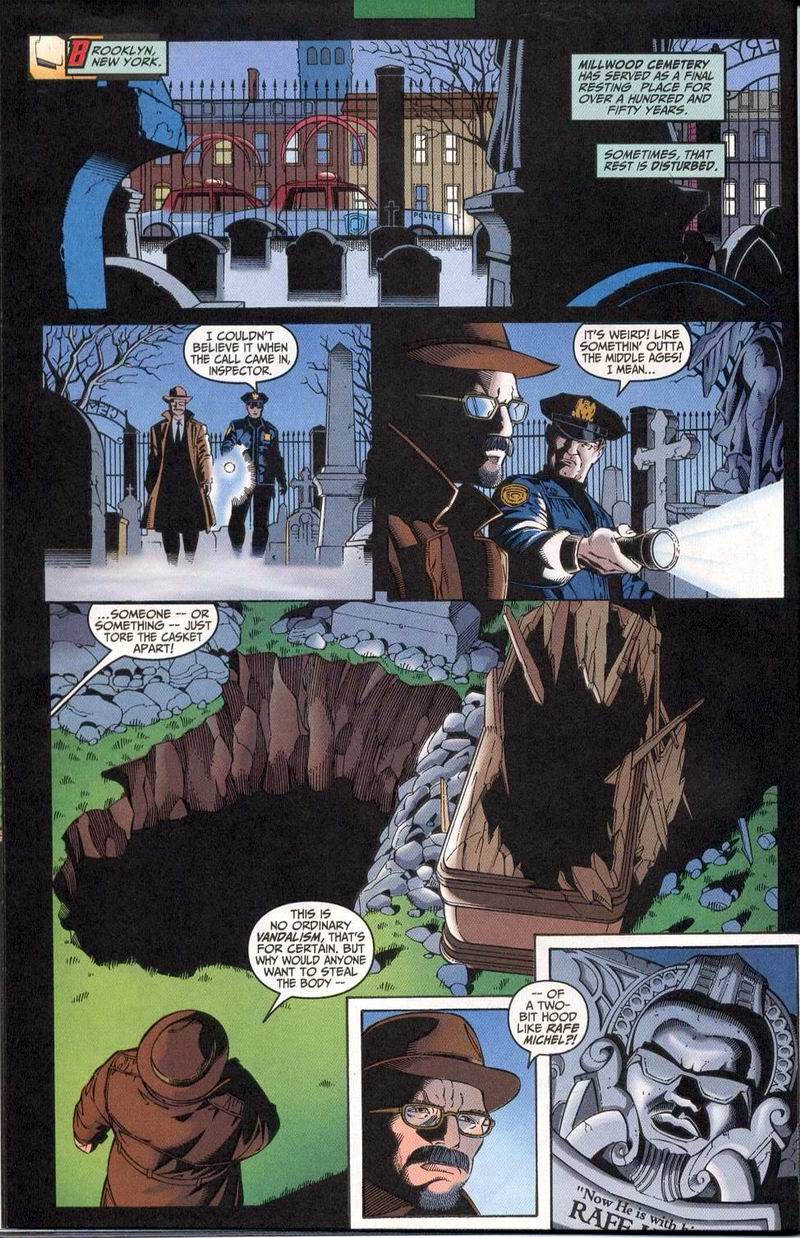 BROOKLYN,
NEW YORK.
MILLWOOD CEMETERY
HAS SERVED AS A FINAL
RESTING PLACE FOR
OVER A HUNDRED AND
FIFTY YEARS.
SOMETIMES, THAT
REST IS DISTURBED.
POLICE
I COULDN'T
BELIEVE IT WHEN
THE CALL CAME IN,
INSPECTOR.
IT'S WEIRD! LIKE
SOMETHIN' OUTTA
THE MIDDLE AGES!
I MEAN...
...SOMEONE -- OR
SOMETHING -- JUST
TORE THE CASKET
APART!
THIS IS
NO ORDINARY
VANDALISM, THAT'S
FOR CERTAIN. BUT
WHY WOULD ANYONE
WANT TO STEAL
THE BODY --
-- OF
A TWO-
BIT HOOD
LIKE RAFE
MICHEL?!
"Now He is with
RAFE